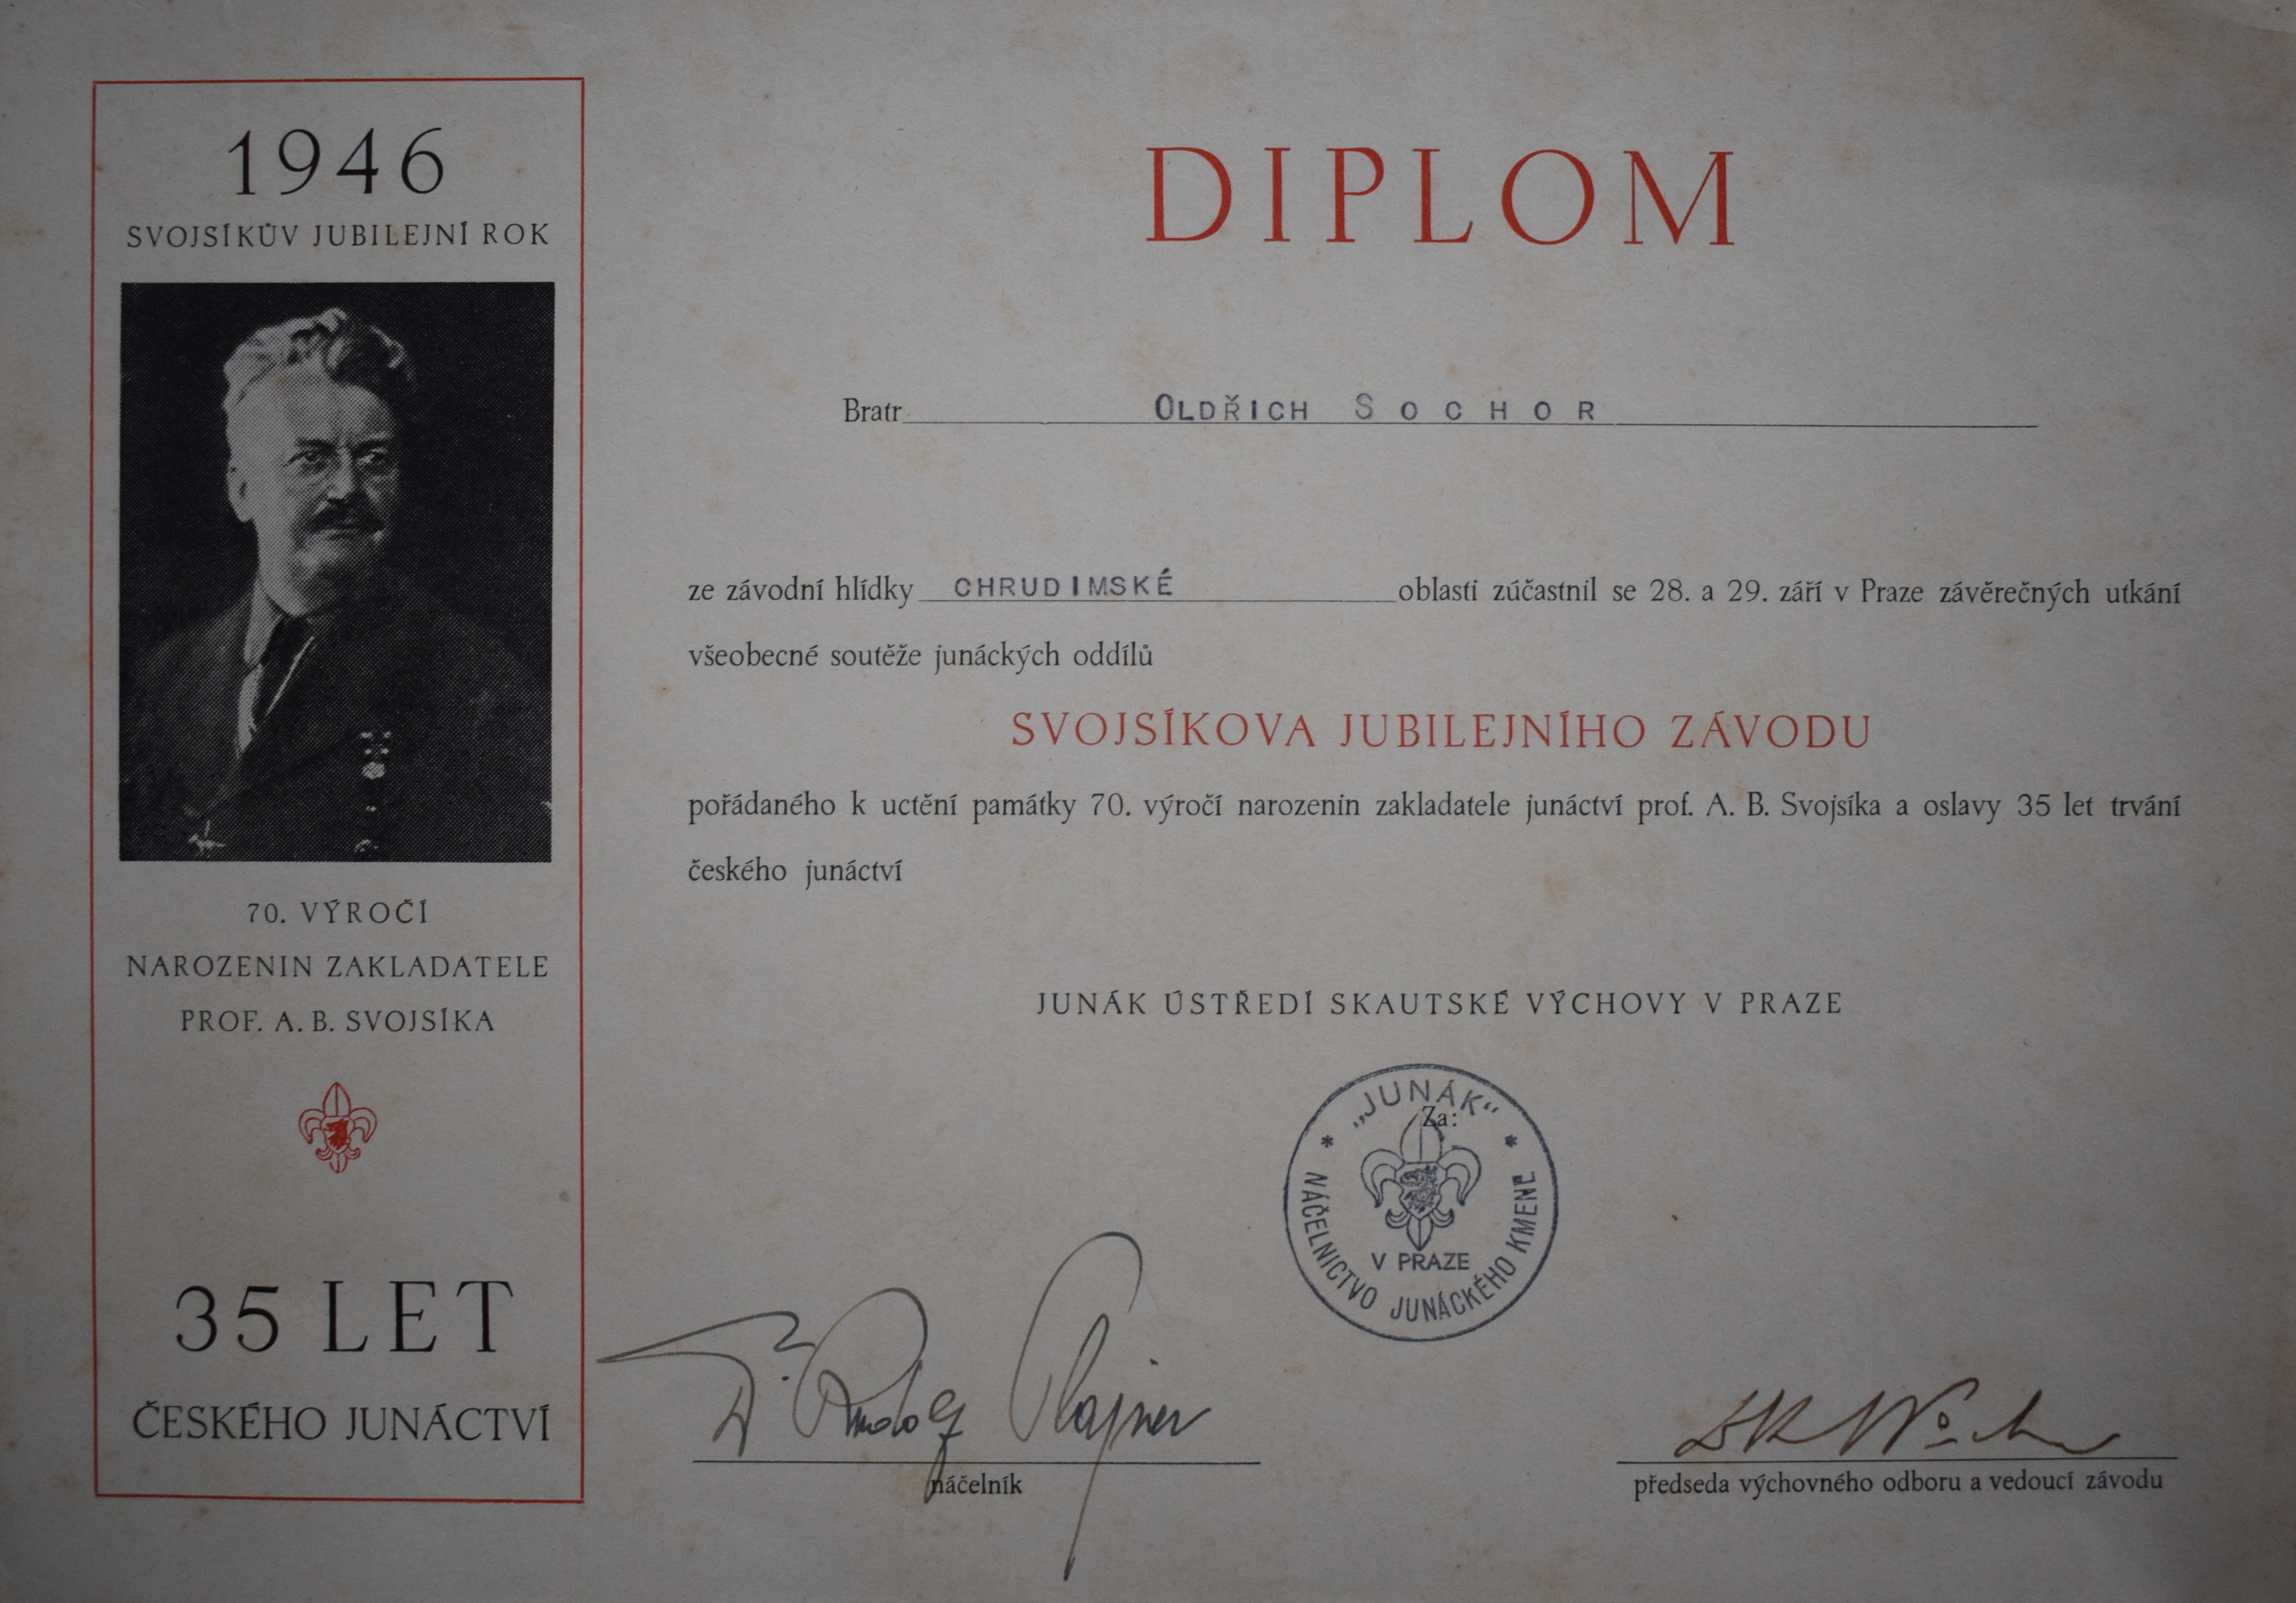 1946
SVOJSÍKŮV JUBILEJNÍ ROK
70. VÝROČÍ
NAROZENIN ZAKLADATELE
PROF. A. B. SVOJSÍKA
35 LET
ČESKÉHO JUNÁCTVÍ
DIPLOM
Bratr OLDŘICH SOCHOR
ze závodní hlídky CHRUDIMSKÉ oblasti zúčastnil se 28. a 29. září v Praze závěrečných utkání
všeobecné soutěže junáckých oddílů
SVOJSÍKOVA JUBILEJNÍHO ZÁVODU
pořádaného k uctění památky 70. výročí narozenin zakladatele junáctví prof. A. B. Svojsíka a oslavy 35 let trvání
českého junáctví
JUNÁK ÚSTŘEDÍ SKAUTSKÉ VÝCHOVY V PRAZE
Za:
„JUNÁK“
V PRAZE
* NÁČELNICTVO JUNÁCKÉHO KMENE *
Dr. Rudolf Plajner
náčelník
předseda výchovného odboru a vedoucí závodu